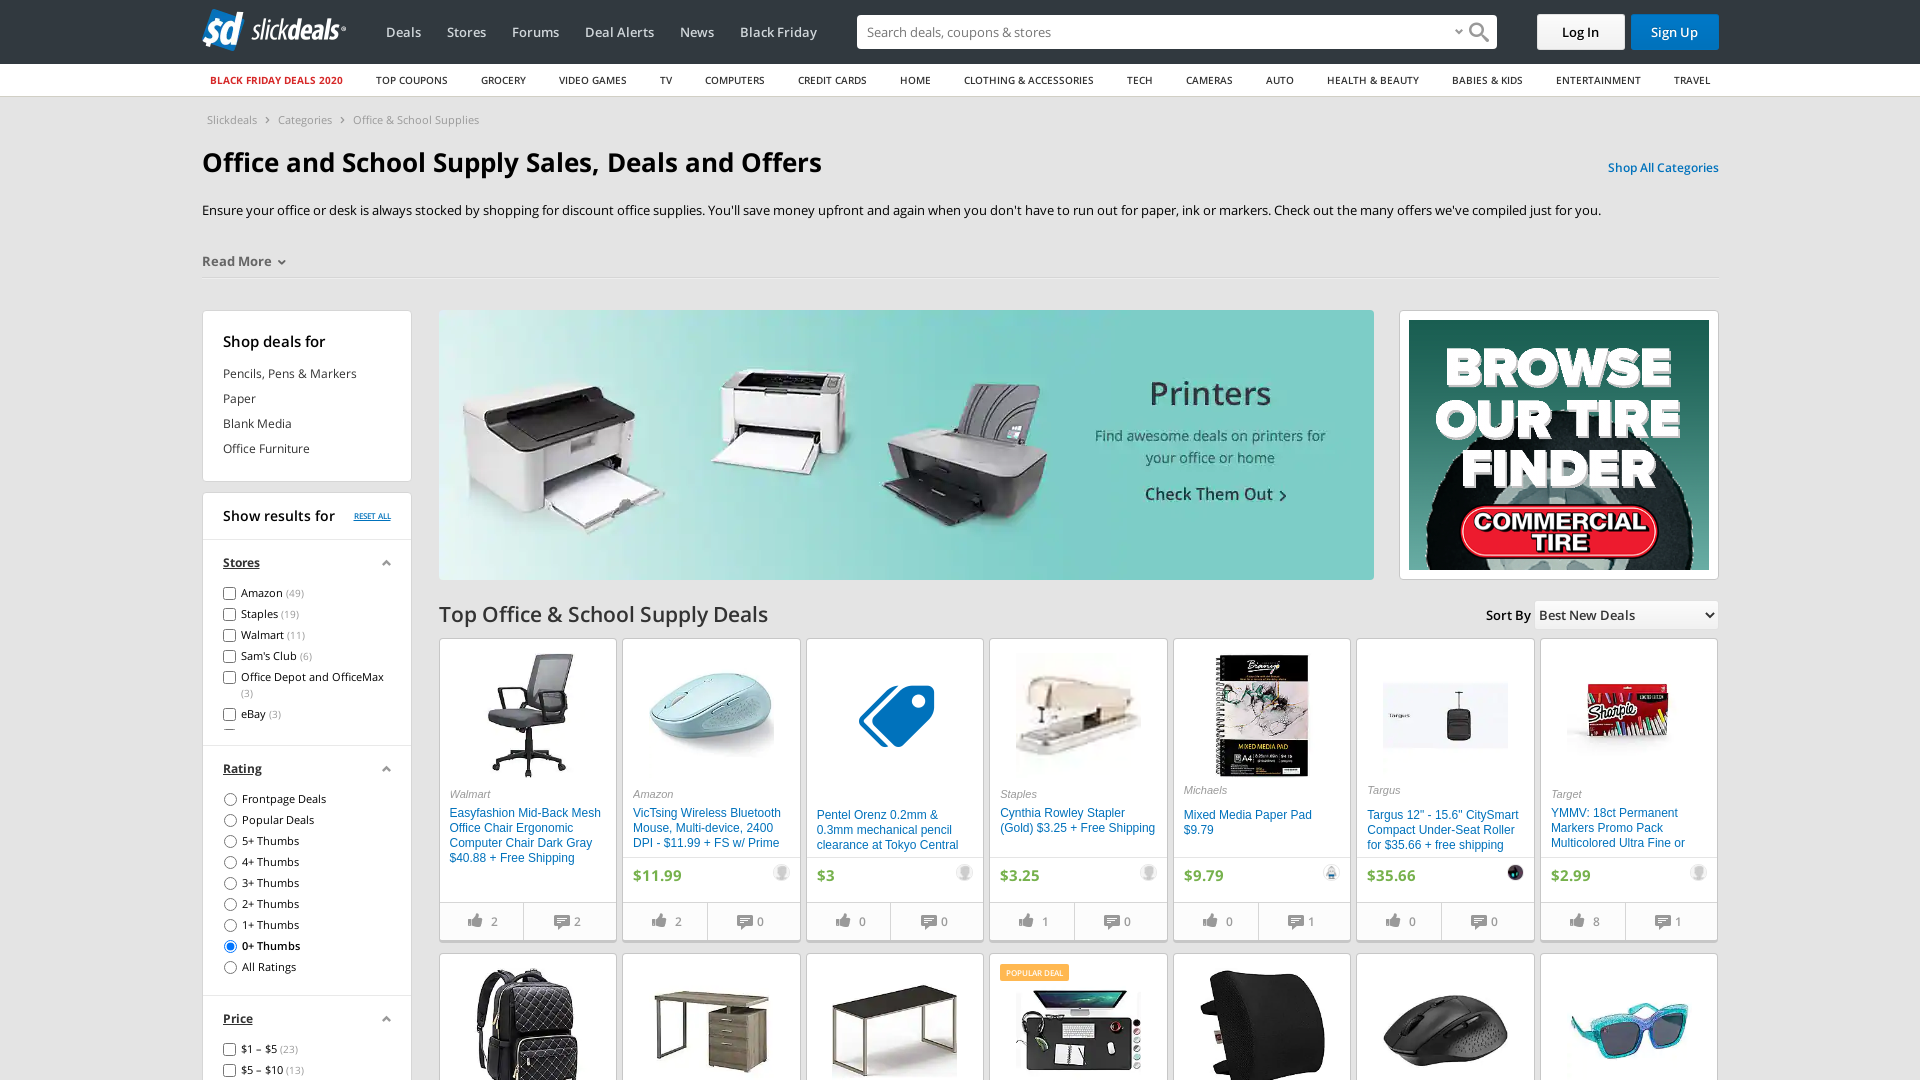 sd slickdeals
Deals Stores Forums Deal Alerts News Black Friday
Search deals, coupons & stores
Log In Sign Up
BLACK FRIDAY DEALS 2020 TOP COUPONS GROCERY VIDEO GAMES TV COMPUTERS CREDIT CARDS HOME CLOTHING & ACCESSORIES TECH CAMERAS AUTO HEALTH & BEAUTY BABIES & KIDS ENTERTAINMENT TRAVEL
Slickdeals › Categories › Office & School Supplies
Office and School Supply Sales, Deals and Offers
Shop All Categories
Ensure your office or desk is always stocked by shopping for discount office supplies. You'll save money upfront and again when you don't have to run out for paper, ink or markers. Check out the many offers we've compiled just for you.
Read More
Shop deals for
Pencils, Pens & Markers
Paper
Blank Media
Office Furniture
Show results for RESET ALL
Stores
Amazon (49)
Staples (19)
Walmart (11)
Sam's Club (6)
Office Depot and OfficeMax
(3)
eBay (3)
Rating
Frontpage Deals
Popular Deals
5+ Thumbs
4+ Thumbs
3+ Thumbs
2+ Thumbs
1+ Thumbs
0+ Thumbs
All Ratings
Price
$1 – $5 (23)
$5 – $10 (13)
Printers
Find awesome deals on printers for
your office or home
Check Them Out
BROWSE
OUR TIRE
FINDER
COMMERCIAL
TIRE
Top Office & School Supply Deals
Sort By Best New Deals
Walmart
Easyfashion Mid-Back Mesh
Office Chair Ergonomic
Computer Chair Dark Gray
$40.88 + Free Shipping
2 2
Amazon
VicTsing Wireless Bluetooth
Mouse, Multi-device, 2400
DPI - $11.99 + FS w/ Prime
$11.99
2 0
Pentel Orenz 0.2mm &
0.3mm mechanical pencil
clearance at Tokyo Central
$3
0 0
Staples
Cynthia Rowley Stapler
(Gold) $3.25 + Free Shipping
$3.25
1 0
Bianyo
MIXED MEDIA PAD
A4
Michaels
Mixed Media Paper Pad
$9.79
$9.79
0 1
Targus
Targus
Targus 12" - 15.6" CitySmart
Compact Under-Seat Roller
for $35.66 + free shipping
$35.66
0 0
Sharpie
Target
YMMV: 18ct Permanent
Markers Promo Pack
Multicolored Ultra Fine or
$2.99
8 1
POPULAR DEAL